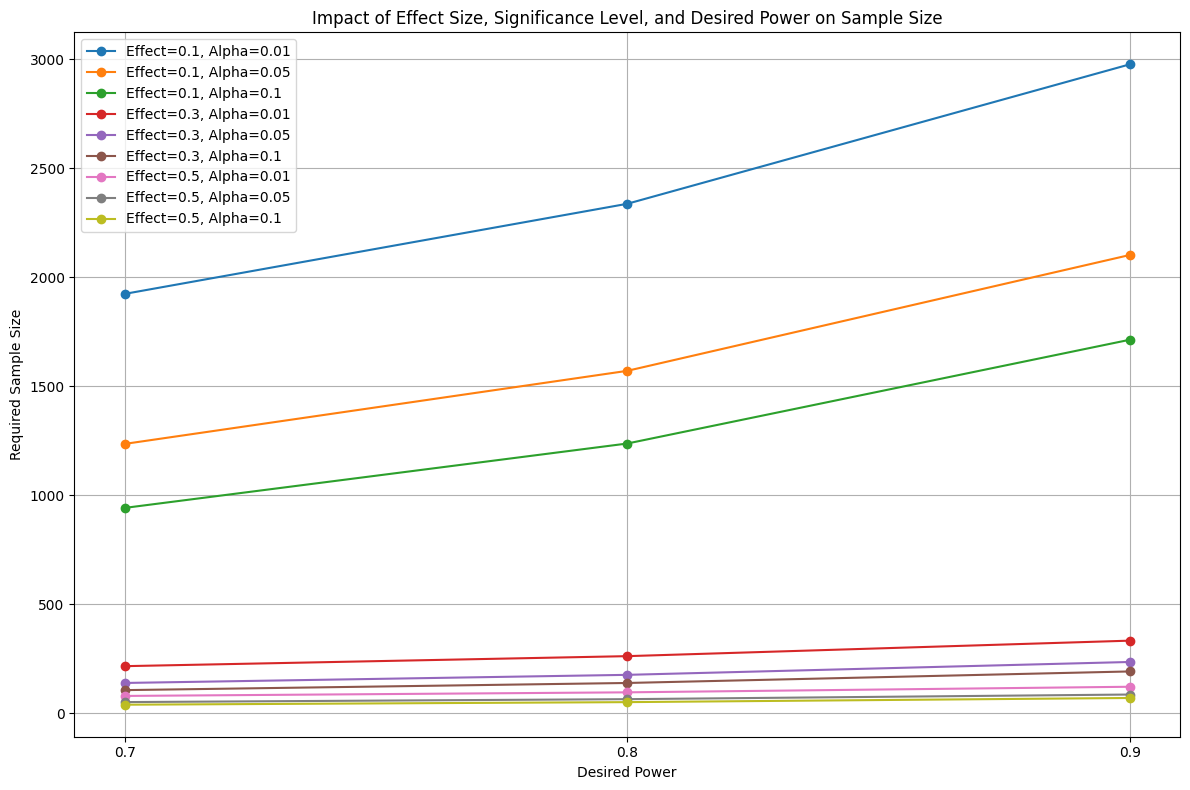 Impact of Effect Size, Significance Level, and Desired Power on Sample Size
Effect=0.1, Alpha=0.01
Effect=0.1, Alpha=0.05
Effect=0.1, Alpha=0.1
Effect=0.3, Alpha=0.01
Effect=0.3, Alpha=0.05
Effect=0.3, Alpha=0.1
Effect=0.5, Alpha=0.01
Effect=0.5, Alpha=0.05
Effect=0.5, Alpha=0.1
3000
2500
2000
1500
1000
500
0
Required Sample Size
0.7
0.8
0.9
Desired Power